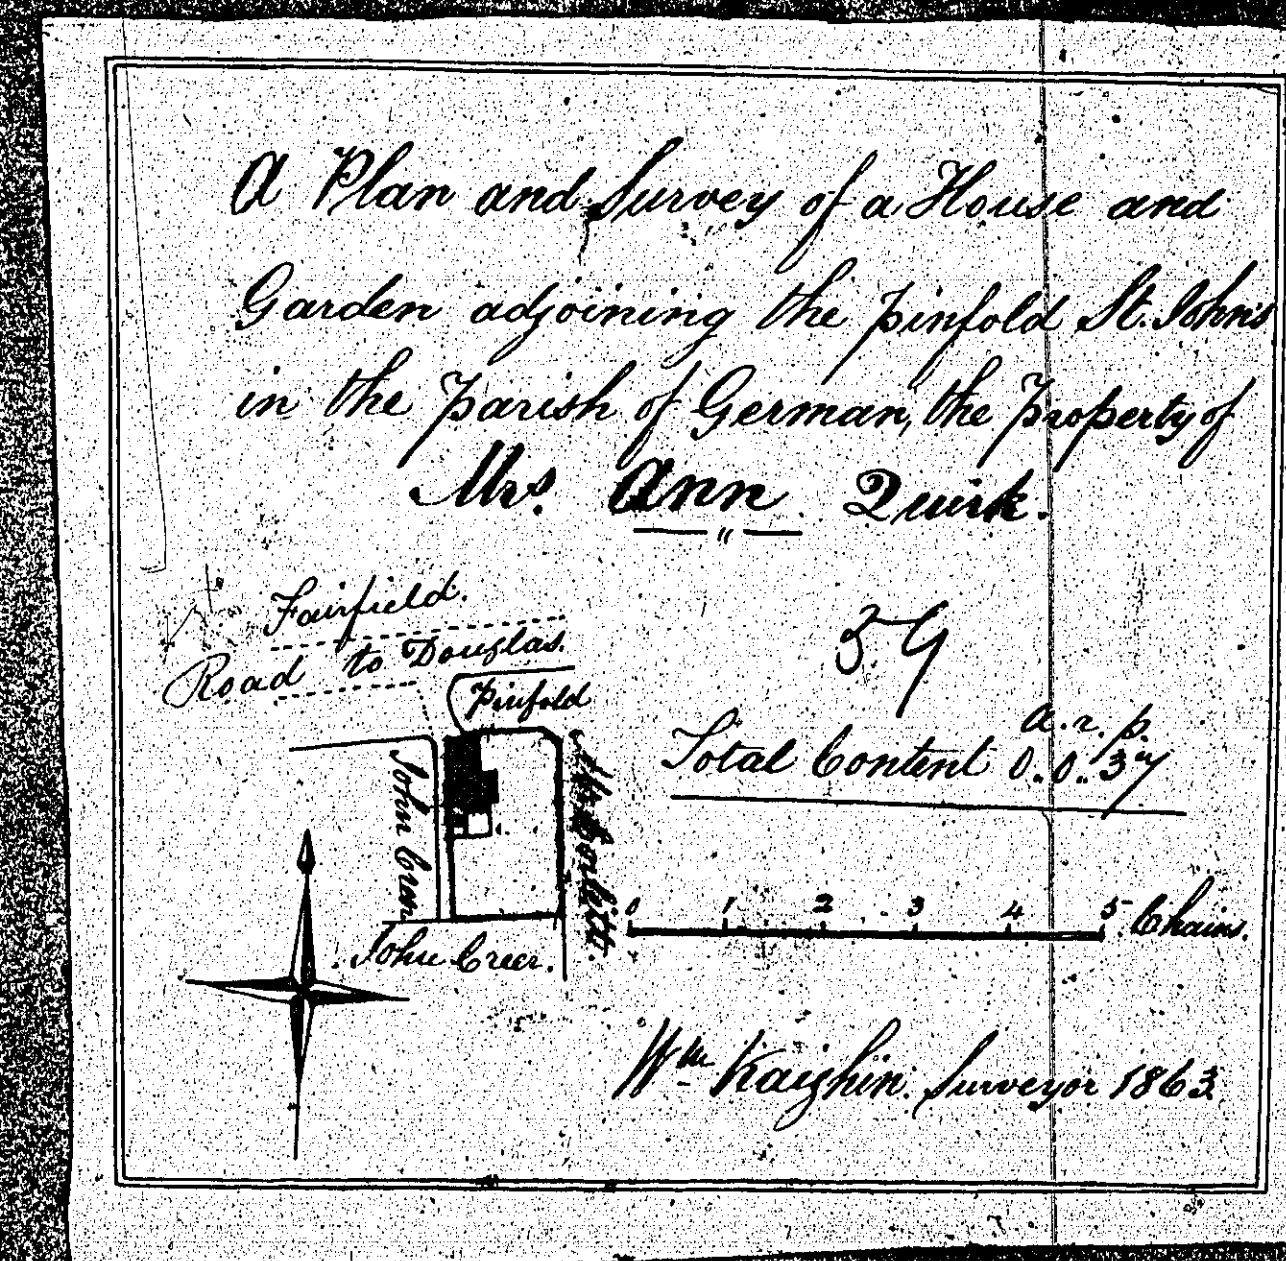 A Plan and Survey of a House and
Garden adjoining the pinfold St. John's
in the parish of German, the property of
Mrs. Ann Quirk.
Fairfield.
Road to Douglas.
Pinfold
John
John Creer.
Total Content
a. r. p.
0. 0. 37
0 1 2 3 4 5 Chains.
Wm Kaighin. Surveyor 1863